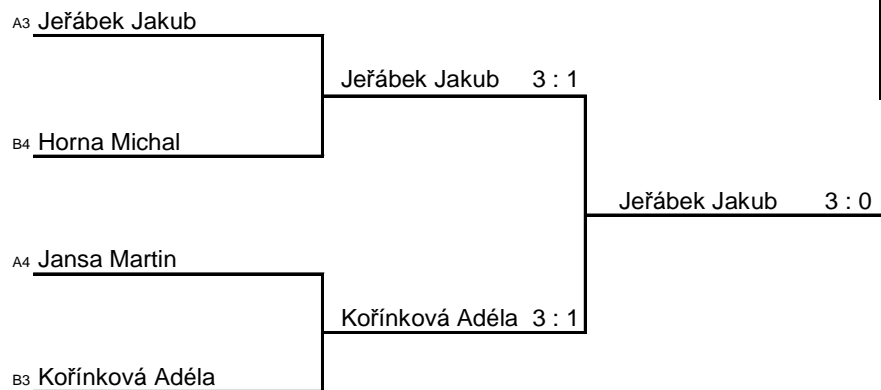 A3 Jeřábek Jakub
Jeřábek Jakub 3 : 1
B4 Horna Michal
Jeřábek Jakub 3 : 0
A4 Jansa Martin
Kořínková Adéla 3 : 1
B3 Kořínková Adéla